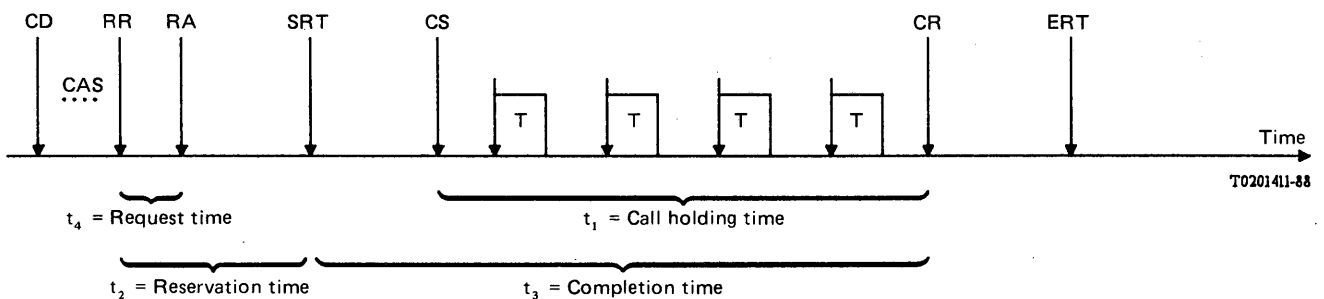 CD RR RA SRT CS CR ERT
CAS
T T T T
Time
T0201411-88
t₄ = Request time
t₁ = Call holding time
t₂ = Reservation time
t₃ = Completion time